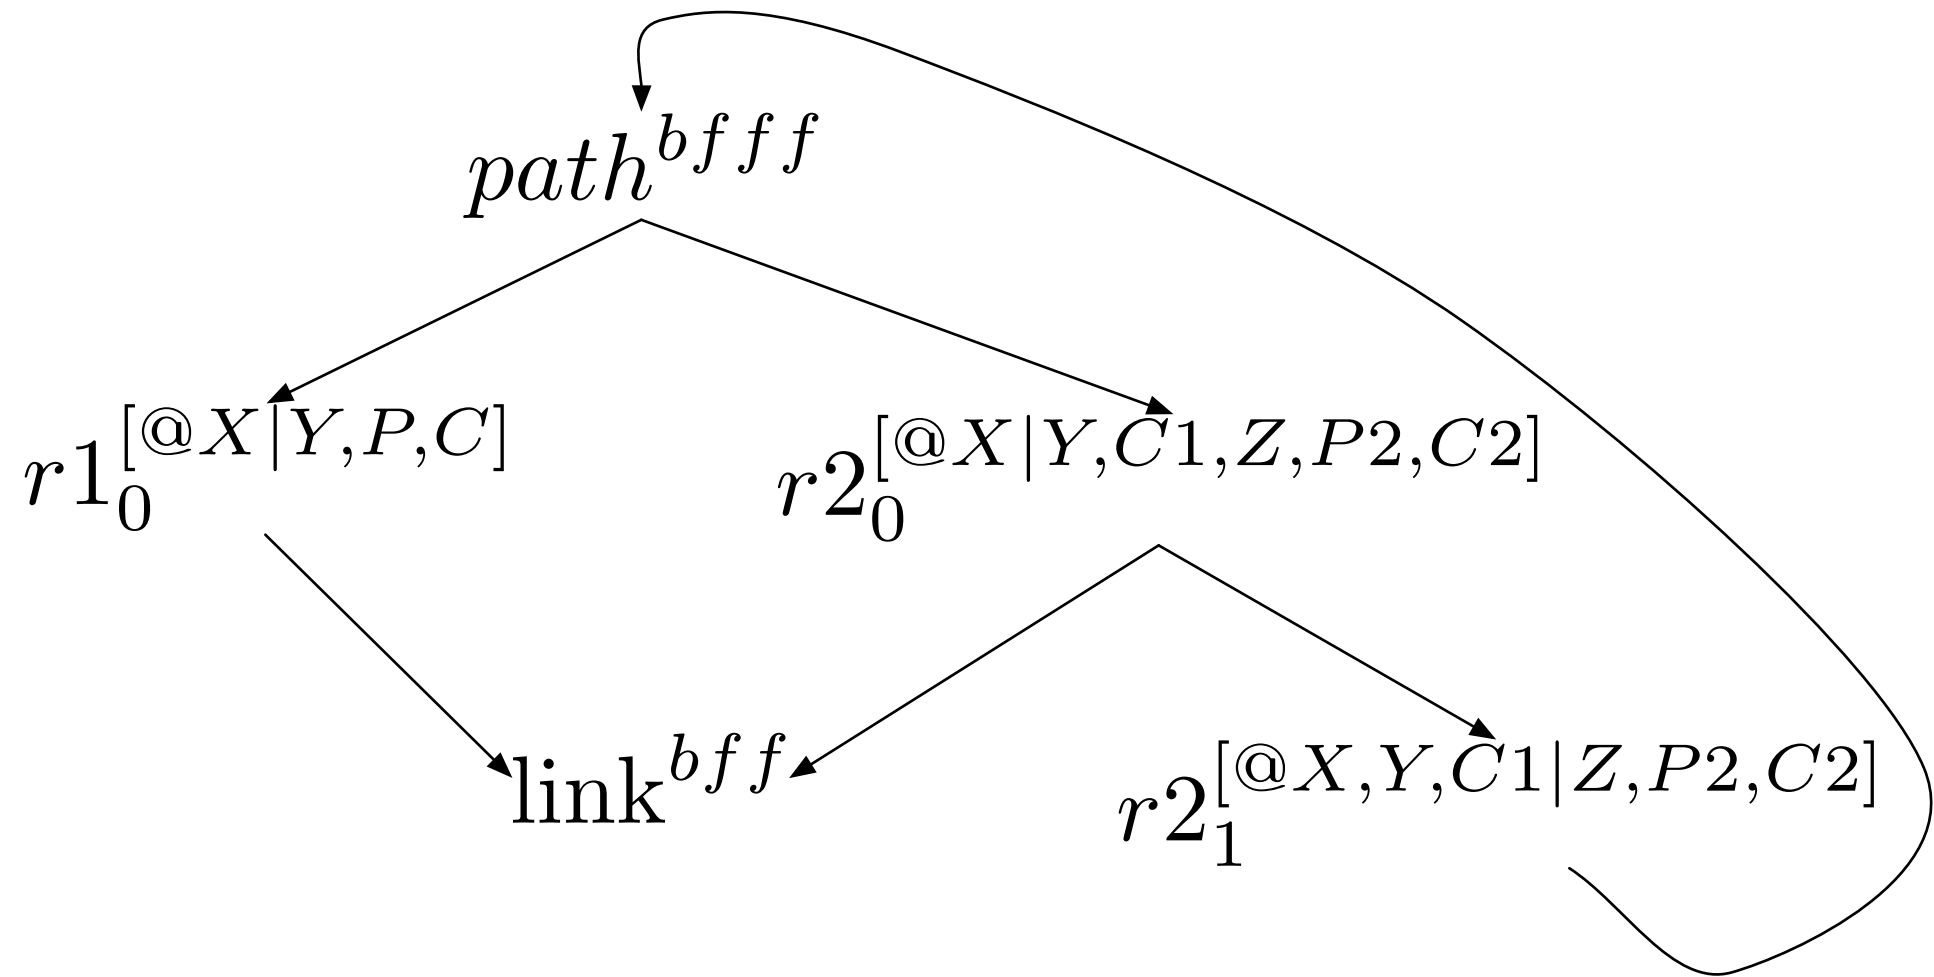 path^{bfff}
r1_0^{[@X|Y,P,C]}
r2_0^{[@X|Y,C1,Z,P2,C2]}
link^{bff}
r2_1^{[@X,Y,C1|Z,P2,C2]}